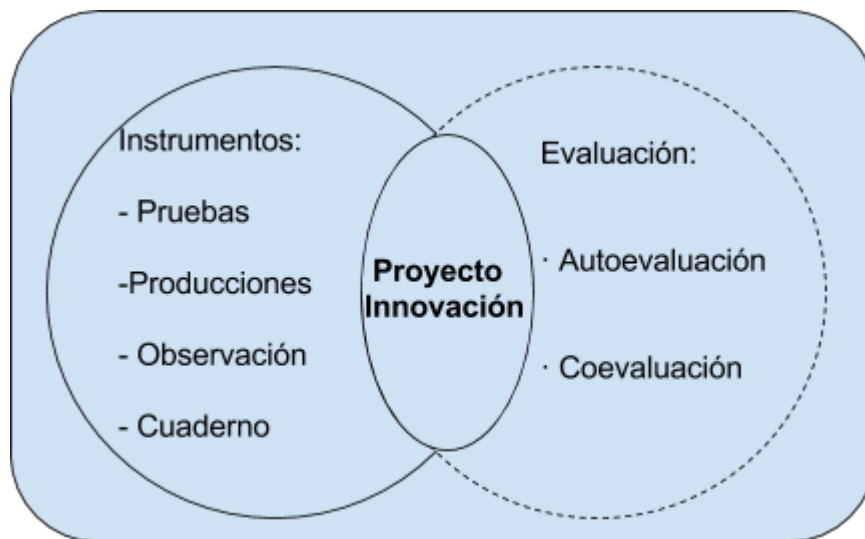 Instrumentos:
- Pruebas
-Producciones
- Observación
- Cuaderno
Proyecto
Innovación
Evaluación:
· Autoevaluación
· Coevaluación